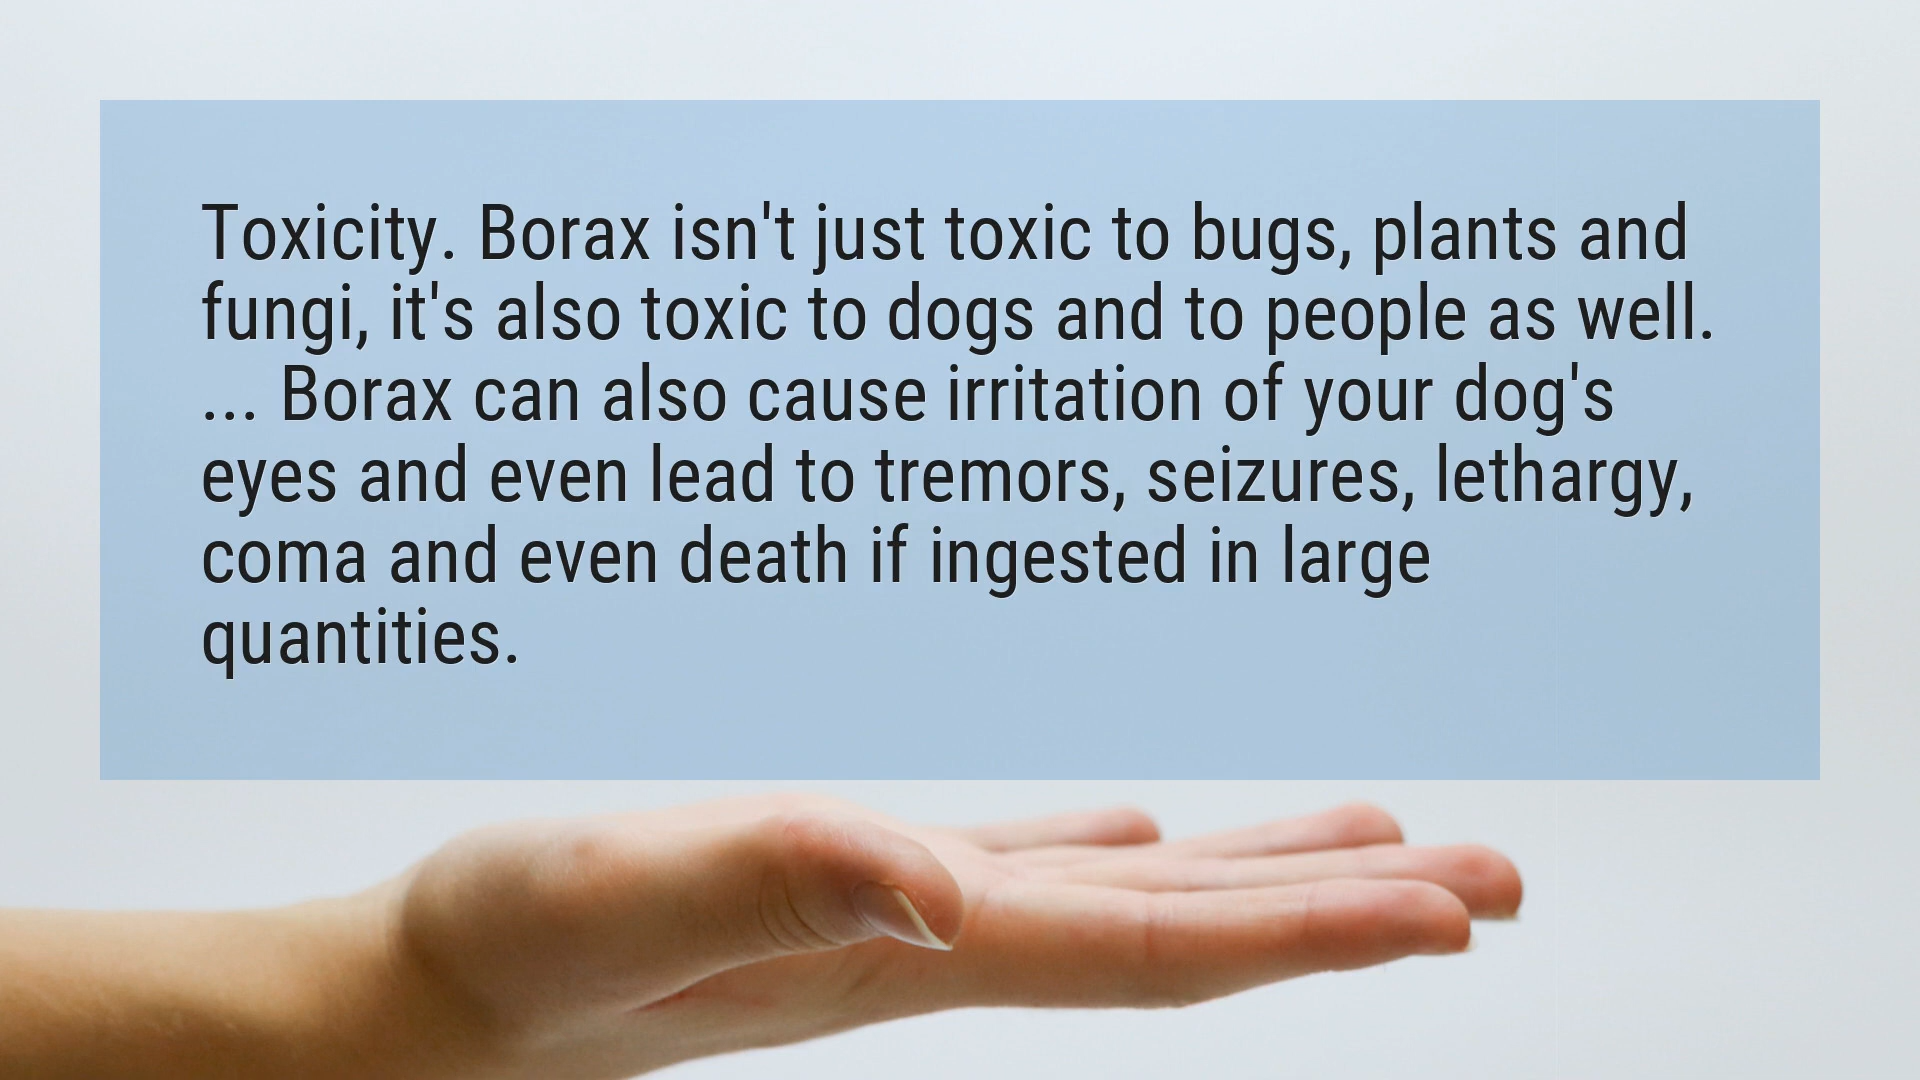 Toxicity. Borax isn't just toxic to bugs, plants and
fungi, it's also toxic to dogs and to people as well.
... Borax can also cause irritation of your dog's
eyes and even lead to tremors, seizures, lethargy,
coma and even death if ingested in large
quantities.